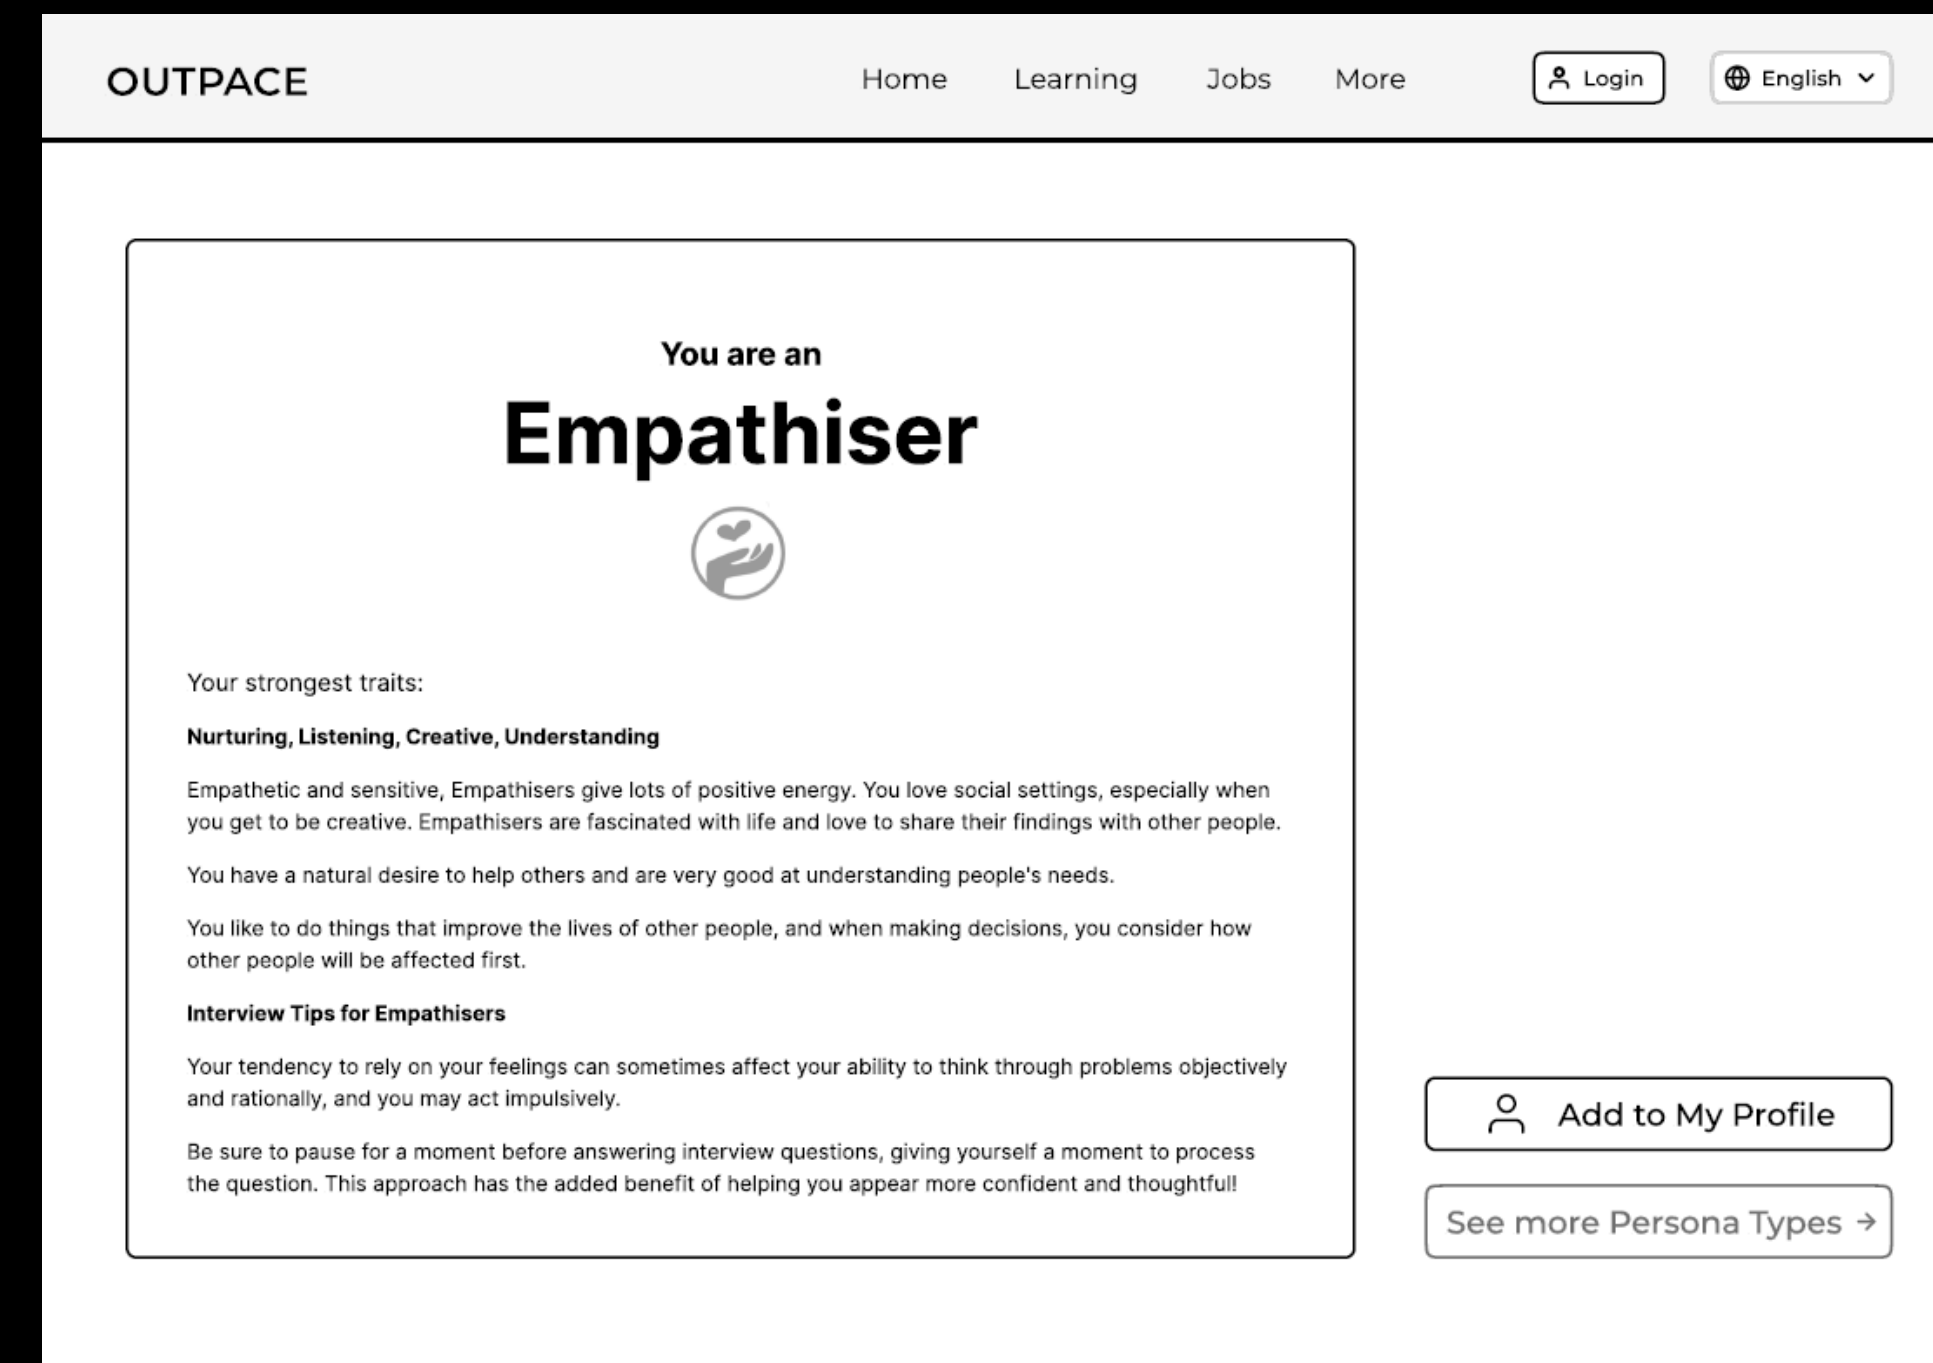 OUTPACE
Home
Learning
Jobs
More
Login
English
You are an
Empathiser
Your strongest traits:
Nurturing, Listening, Creative, Understanding
Empathetic and sensitive, Empathisers give lots of positive energy. You love social settings, especially when
you get to be creative. Empathisers are fascinated with life and love to share their findings with other people.
You have a natural desire to help others and are very good at understanding people's needs.
You like to do things that improve the lives of other people, and when making decisions, you consider how
other people will be affected first.
Interview Tips for Empathisers
Your tendency to rely on your feelings can sometimes affect your ability to think through problems objectively
and rationally, and you may act impulsively.
Be sure to pause for a moment before answering interview questions, giving yourself a moment to process
the question. This approach has the added benefit of helping you appear more confident and thoughtful!
Add to My Profile
See more Persona Types →